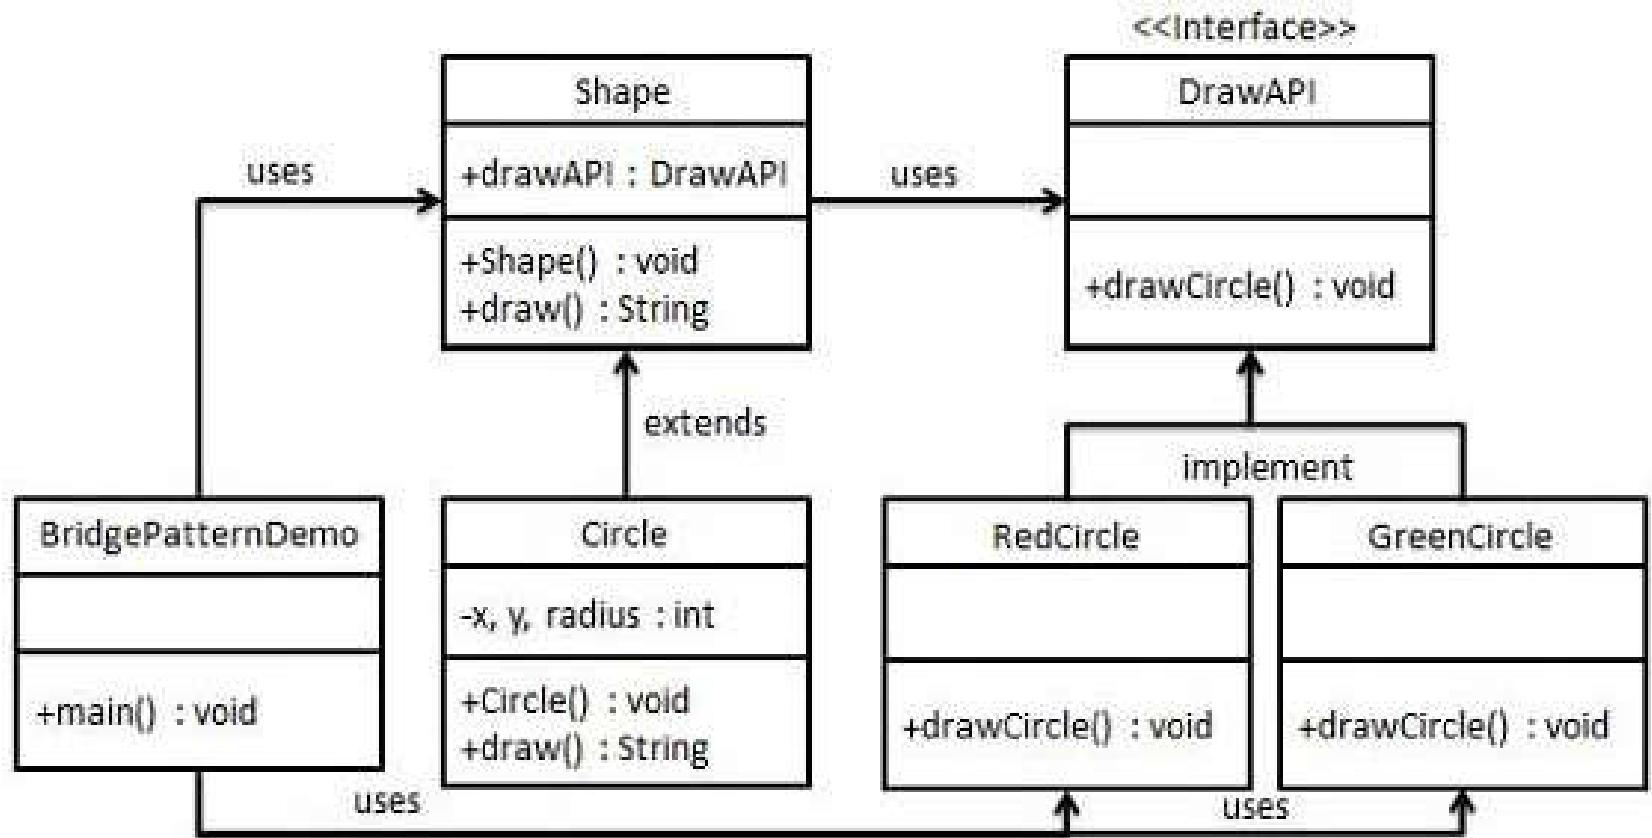 <<Interface>>
Shape
+drawAPI : DrawAPI
+Shape() : void
+draw() : String
DrawAPI
+drawCircle() : void
uses
uses
extends
implement
BridgePatternDemo
+main() : void
Circle
-x, y, radius : int
+Circle() : void
+draw() : String
RedCircle
+drawCircle() : void
GreenCircle
+drawCircle() : void
uses
uses